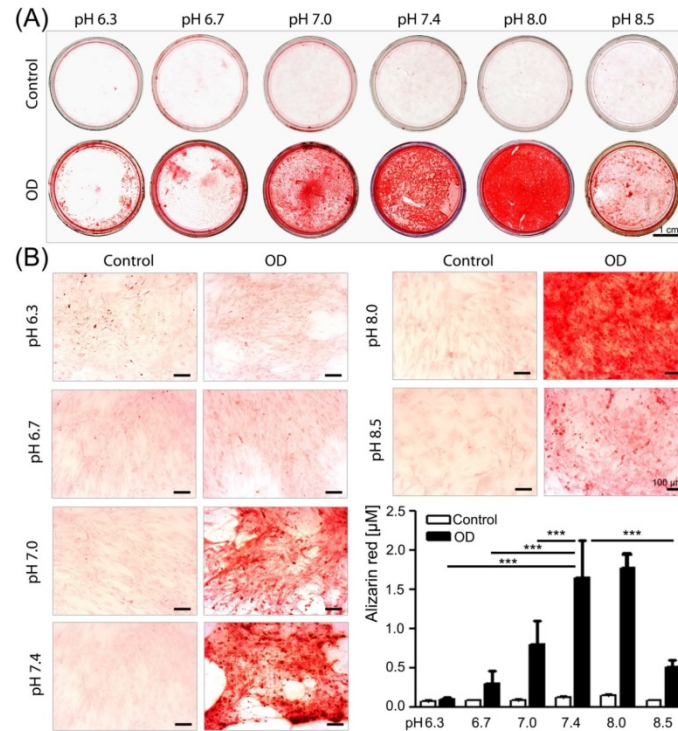 (A)
pH 6.3 pH 6.7 pH 7.0 pH 7.4 pH 8.0 pH 8.5
Control
OD
1 cm
(B)
Control OD
pH 6.3
pH 6.7
pH 7.0
pH 7.4
Control OD
pH 8.0
pH 8.5
100 µm
Control
OD
***
***
***
***
Alizarin red [µM]
2.5
2.0
1.5
1.0
0.5
0.0
pH 6.3 6.7 7.0 7.4 8.0 8.5